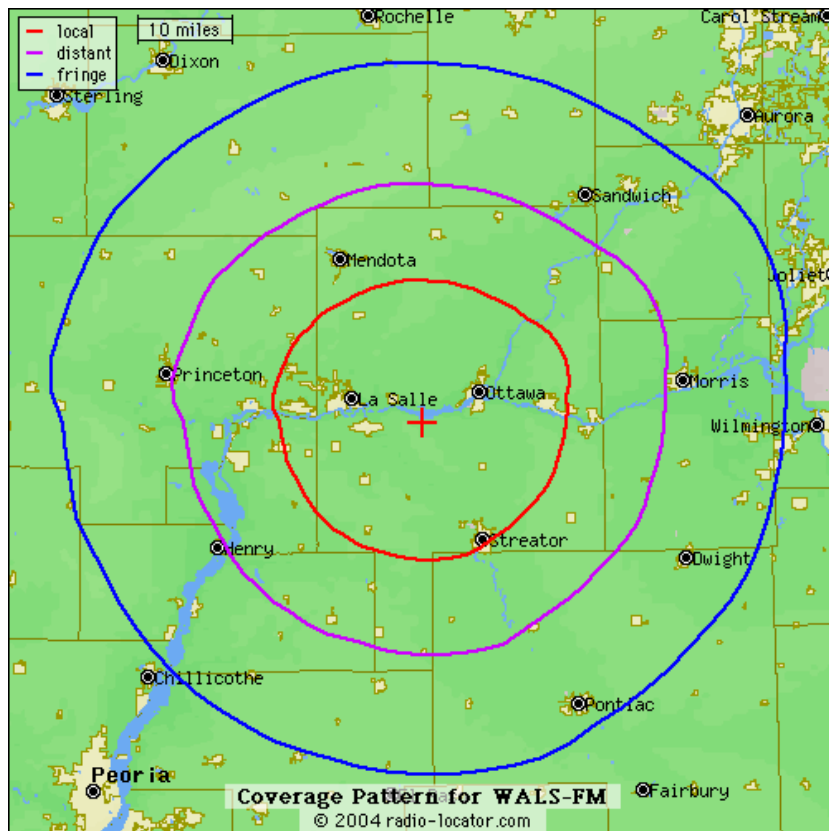 local
distant
fringe
10 miles
Rochelle
Carol Stream
Dixon
Sterling
Aurora
Sandwich
Mendota
Joliet
Princeton
La Salle
Ottawa
Morris
Wilmington
Streator
Henry
Dwight
Chillicothe
Pontiac
Peoria
Fairbury
Coverage Pattern for WALS-FM
© 2004 radio-locator.com